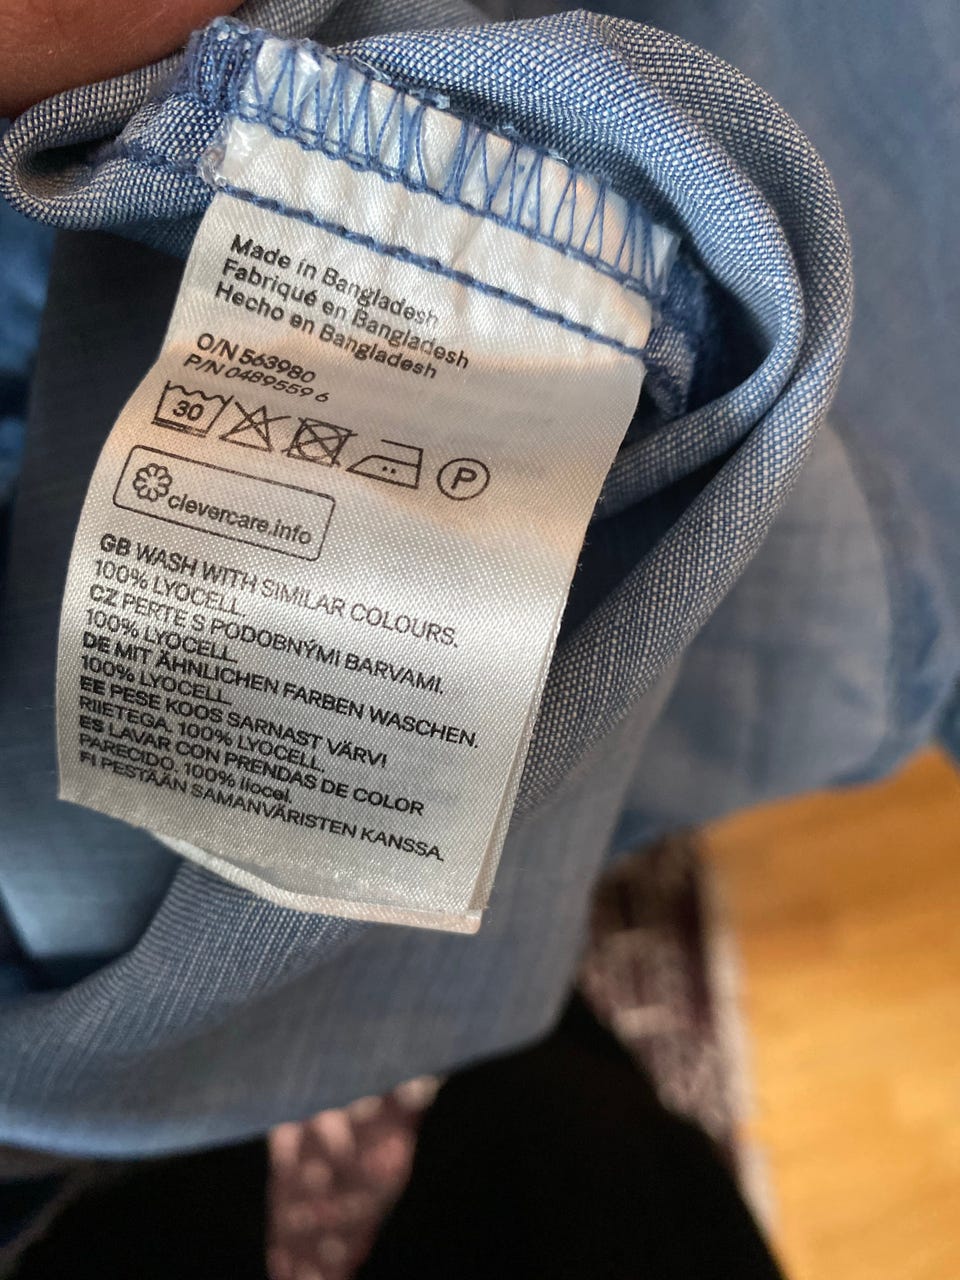 Made in Bangladesh
Fabriqué en Bangladesh
Hecho en Bangladesh
O/N 563980
P/N 0489559 6
30 P
clevercare.info
GB WASH WITH SIMILAR COLOURS.
100% LYOCELL.
CZ PERTE S PODOBNÝMI BARVAMI.
100% LYOCELL.
DE MIT ÄHNLICHEN FARBEN WASCHEN.
100% LYOCELL.
EE PESE KOOS SARNAST VÄRVI
RIIETEGA. 100% LYOCELL.
ES LAVAR CON PRENDAS DE COLOR
PARECIDO. 100% liocel.
FI PESTÄÄN SAMANVÄRISTEN KANSSA.